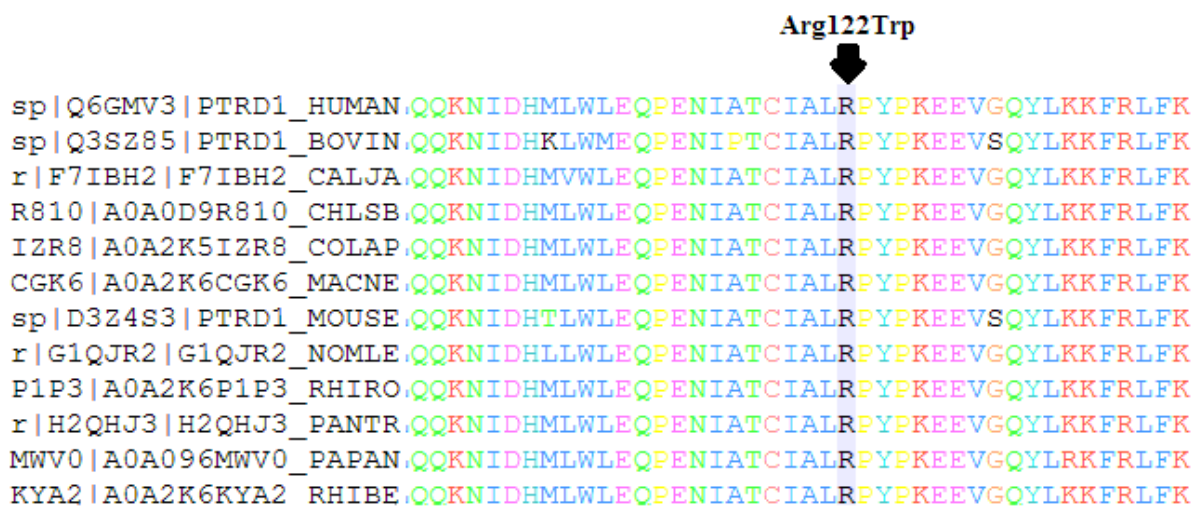 Arg122Trp
sp|Q6GMV3|PTRD1_HUMAN QQKNIDHMLWLEQPENIATCIALRPYPKEEVGQYLKKFRLFK
sp|Q3SZ85|PTRD1_BOVIN QQKNIDHKLWMEQPENIPTCIALRPYPKEEVSQYLKKFRLFK
r|F7IBH2|F7IBH2_CALJA QQKNIDHMVWLEQPENIATCIALRPYPKEEVGQYLKKFRLFK
R810|A0A0D9R810_CHLSB QQKNIDHMLWLEQPENIATCIALRPYPKEEVGQYLKKFRLFK
IZR8|A0A2K5IZR8_COLAP QQKNIDHMLWLEQPENIATCIALRPYPKEEVGQYLKKFRLFK
CGK6|A0A2K6CGK6_MACNE QQKNIDHMLWLEQPENIATCIALRPYPKEEVGQYLKKFRLFK
sp|D3Z4S3|PTRD1_MOUSE QQKNIDHTLWLEQPENIATCIALRPYPKEEVSQYLKKFRLFK
r|G1QJR2|G1QJR2_NOMLE QQKNIDHLLWLEQPENIATCIALRPYPKEEVGQYLKKFRLFK
P1P3|A0A2K6P1P3_RHIRO QQKNIDHMLWLEQPENIATCIALRPYPKEEVGQYLKKFRLFK
r|H2QHJ3|H2QHJ3_PANTR QQKNIDHMLWLEQPENIATCIALRPYPKEEVGQYLKKFRLFK
MWV0|A0A096MWV0_PAPAN QQKNIDHMLWLEQPENIATCIALRPYPKEEVGQYLRKFRLFK
KYA2|A0A2K6KYA2_RHIBE QQKNIDHMLWLEQPENIATCIALRPYPKEEVGQYLKKFRLFK